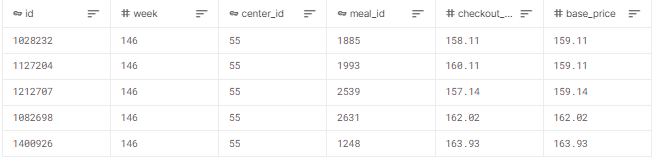 id week center_id meal_id checkout_... base_price
1028232 146 55 1885 158.11 159.11
1127204 146 55 1993 160.11 159.11
1212707 146 55 2539 157.14 159.14
1082698 146 55 2631 162.02 162.02
1400926 146 55 1248 163.93 163.93